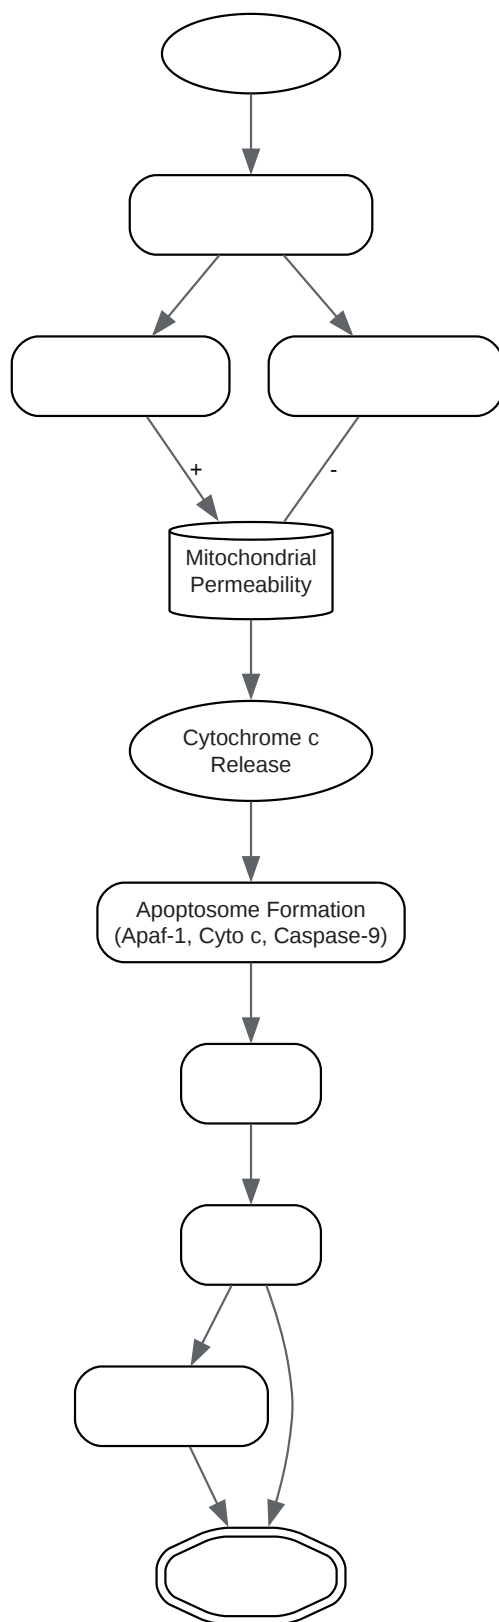 +
-
Mitochondrial
Permeability
Cytochrome c
Release
Apoptosome Formation
(Apaf-1, Cyto c, Caspase-9)